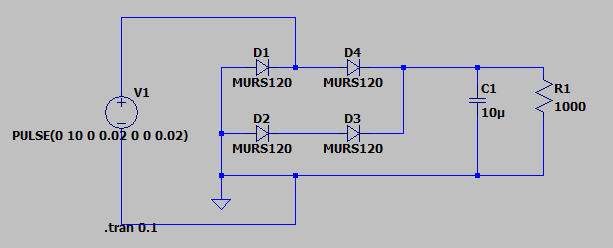 D1 D4
MURS120 MURS120
V1
C1 R1
10µ 1000
D2 D3
PULSE(0 10 0 0.02 0 0 0.02)
MURS120 MURS120
.tran 0.1